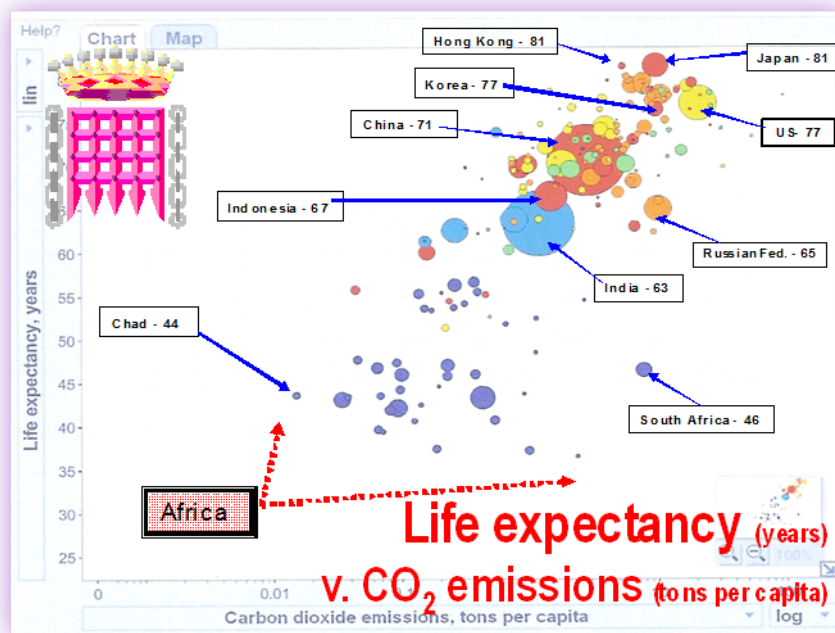 Help?
Chart
Map
lin
Hong Kong - 81
Japan - 81
Korea - 77
China - 71
US- 77
Indonesia - 67
Russian Fed. - 65
India - 63
Chad - 44
South Africa - 46
Africa
Life expectancy, years
60
55
50
45
40
35
30
25
Life expectancy (years)
v. CO2 emissions (tons per capita)
0
0.01
100%
Carbon dioxide emissions, tons per capita
log